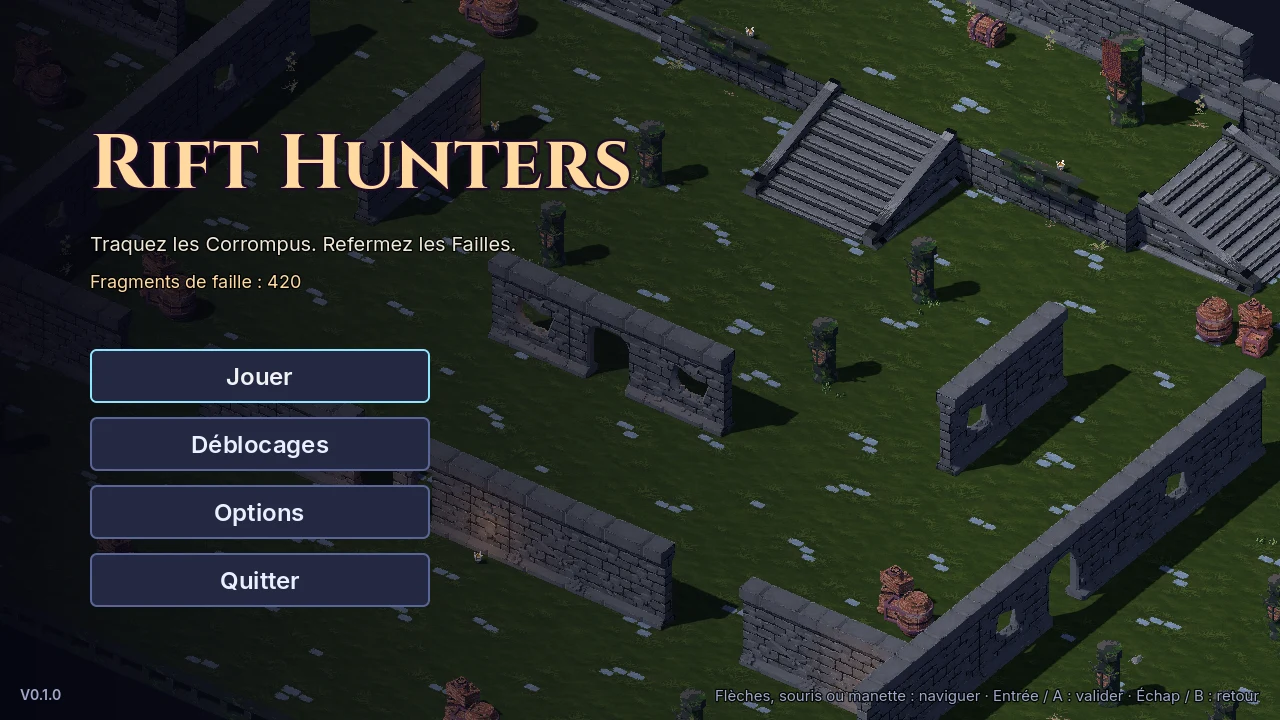 Rift Hunters
Traquez les Corrompus. Refermez les Failles.
Fragments de faille : 420
Jouer
Déblocages
Options
Quitter
V0.1.0
Flèches, souris ou manette : naviguer · Entrée / A : valider · Échap / B : retour